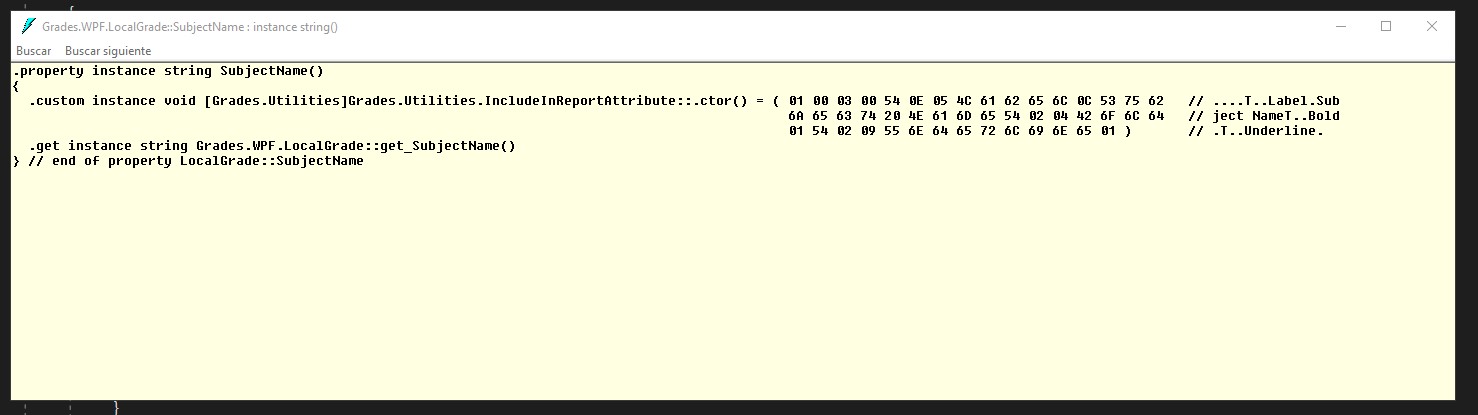 {
Grades.WPF.LocalGrade::SubjectName : instance string()
Buscar Buscar siguiente
.property instance string SubjectName()
{
  .custom instance void [Grades.Utilities]Grades.Utilities.IncludeInReportAttribute::.ctor() = ( 01 00 03 00 54 0E 05 4C 61 62 65 6C 0C 53 75 62   // ....T..Label.Sub
6A 65 63 74 20 4E 61 6D 65 54 02 04 42 6F 6C 64   // ject NameT..Bold
01 54 02 09 55 6E 64 65 72 6C 69 6E 65 01 )       // .T..Underline.
  .get instance string Grades.WPF.LocalGrade::get_SubjectName()
} // end of property LocalGrade::SubjectName
}